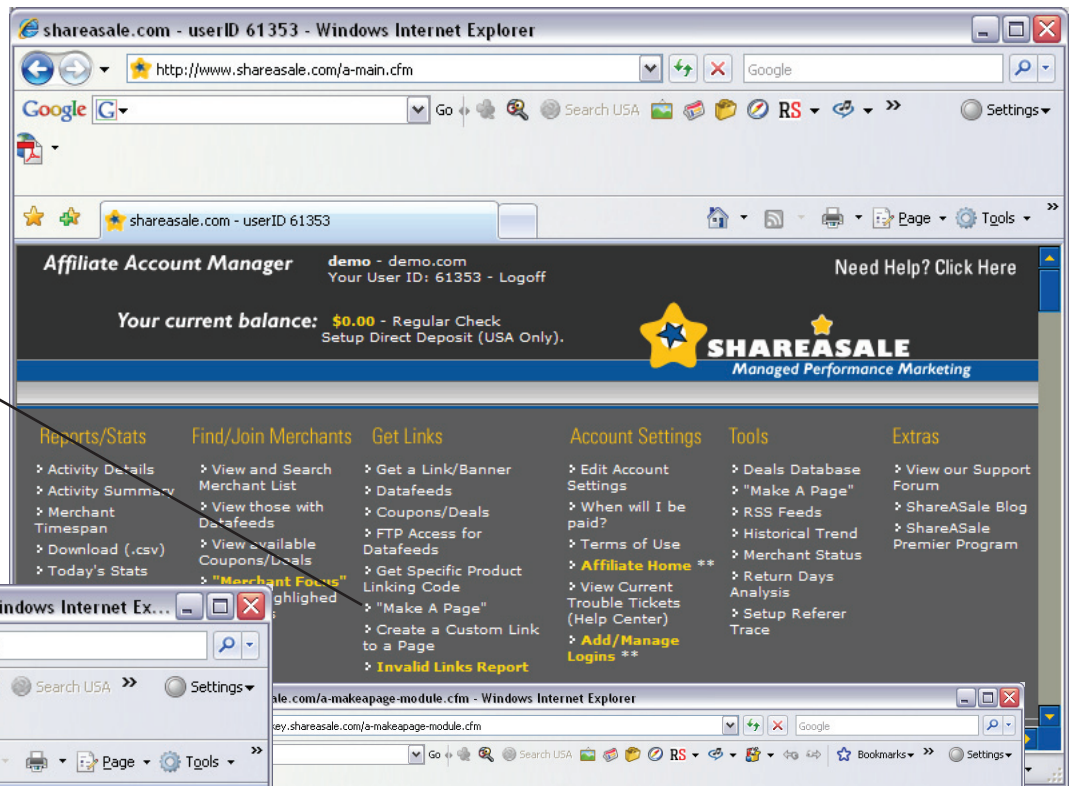 shareasale.com - userID 61353 - Windows Internet Explorer
http://www.shareasale.com/a-main.cfm
Google
Google G
Go
Search USA
RS
»
Settings
shareasale.com - userID 61353
Page
Tools
»
Affiliate Account Manager
demo - demo.com
Your User ID: 61353 - Logoff
Need Help? Click Here
Your current balance:
$0.00 - Regular Check
Setup Direct Deposit (USA Only).
SHAREASALE
Managed Performance Marketing
Reports/Stats
Activity Details
Activity Summary
Merchant
Timespan
Download (.csv)
Today's Stats
Find/Join Merchants
View and Search
Merchant List
View those with
Datafeeds
View available
Coupons/Deals
"Merchant Focus"
ghlighted
s
Get Links
Get a Link/Banner
Datafeeds
Coupons/Deals
FTP Access for
Datafeeds
Get Specific Product
Linking Code
"Make A Page"
Create a Custom Link
to a Page
Invalid Links Report
Account Settings
Edit Account
Settings
When will I be
paid?
Terms of Use
Affiliate Home **
View Current
Trouble Tickets
(Help Center)
Add/Manage
Logins **
Tools
Deals Database
"Make A Page"
RSS Feeds
Historical Trend
Merchant Status
Return Days
Analysis
Setup Referer
Trace
Extras
View our Support
Forum
ShareASale Blog
ShareASale
Premier Program
indows Internet Ex...
Search USA
»
Settings
Page
Tools
»
ale.com/a-makeapage-module.cfm - Windows Internet Explorer
key.shareasale.com/a-makeapage-module.cfm
Google
Go
Search USA
RS
Bookmarks
»
Settings